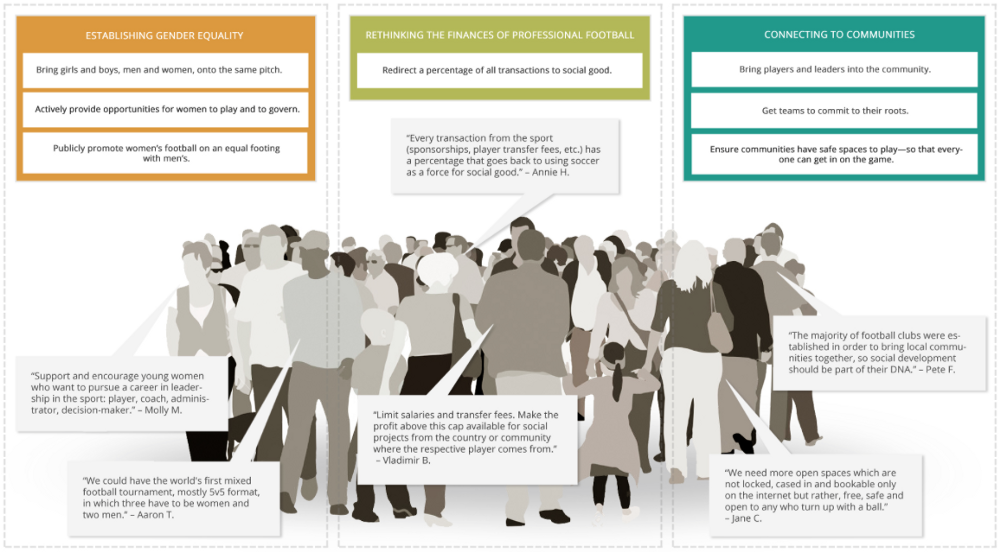 ESTABLISHING GENDER EQUALITY
Bring girls and boys, men and women, onto the same pitch.
Actively provide opportunities for women to play and to govern.
Publicly promote women’s football on an equal footing
with men’s.
“Support and encourage young women
who want to pursue a career in leader-
ship in the sport: player, coach, adminis-
trator, decision-maker.” – Molly M.
“We could have the world's first mixed
football tournament, mostly 5v5 format,
in which three have to be women and
two men.” – Aaron T.
RETHINKING THE FINANCES OF PROFESSIONAL FOOTBALL
Redirect a percentage of all transactions to social good.
“Every transaction from the sport
(sponsorships, player transfer fees, etc.) has
a percentage that goes back to using soccer
as a force for social good.” – Annie H.
“Limit salaries and transfer fees. Make the
profit above this cap available for social
projects from the country or community
where the respective player comes from.”
– Vladimir B.
CONNECTING TO COMMUNITIES
Bring players and leaders into the community.
Get teams to commit to their roots.
Ensure communities have safe spaces to play—so that every-
one can get in on the game.
“The majority of football clubs were es-
tablished in order to bring local commu-
nities together, so social development
should be part of their DNA.” – Pete F.
“We need more open spaces which are
not locked, cased in and bookable only
on the internet but rather, free, safe and
open to any who turn up with a ball.”
– Jane C.